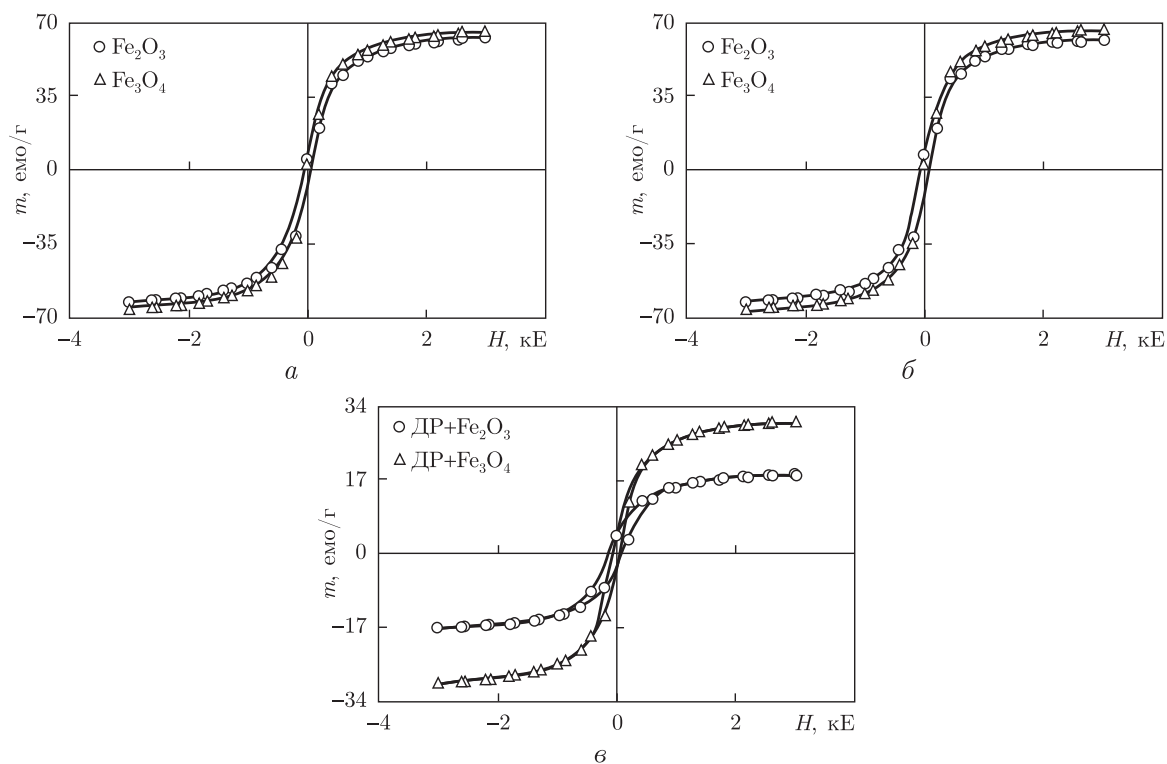 70
35
0
−35
−70
m, емо/г
○ Fe₂O₃
△ Fe₃O₄
−4
−2
0
2
H, кЕ
а
70
35
0
−35
−70
m, емо/г
○ Fe₂O₃
△ Fe₃O₄
−4
−2
0
2
H, кЕ
б
34
17
0
−17
−34
m, емо/г
○ ДР+Fe₂O₃
△ ДР+Fe₃O₄
−4
−2
0
2
H, кЕ
в